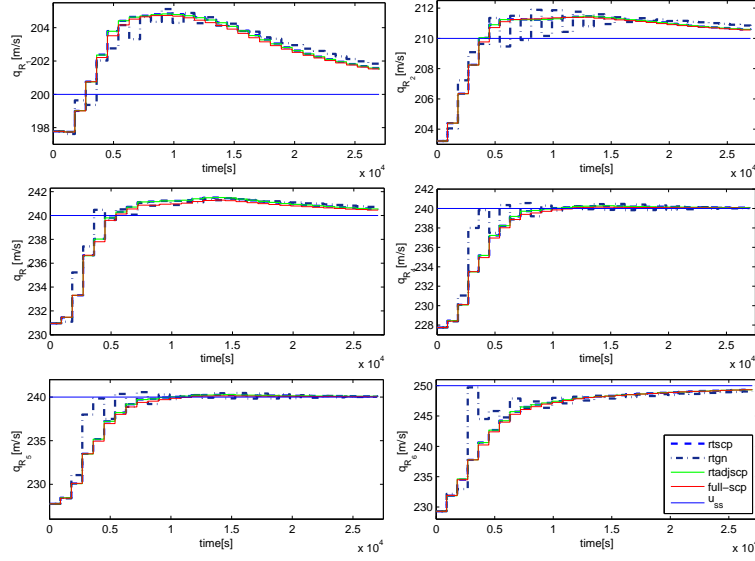 204
202
200
198
q_R1 [m/s]
0 0.5 1 1.5 2 2.5
time[s]
x 10^4
212
210
208
206
204
q_R2 [m/s]
0 0.5 1 1.5 2 2.5
time[s]
x 10^4
242
240
238
236
234
232
230
[m/s]
0 0.5 1 1.5 2 2.5
time[s]
x 10^4
242
240
238
236
234
232
230
228
q_R4 [m/s]
0 0.5 1 1.5 2 2.5
time[s]
x 10^4
240
235
230
q_R5 [m/s]
0 0.5 1 1.5 2 2.5
time[s]
x 10^4
250
245
240
235
230
q_R6 [m/s]
0 0.5 1 1.5 2 2.5
time[s]
rtscp
rtgn
rtadjscp
full-scp
u_ss